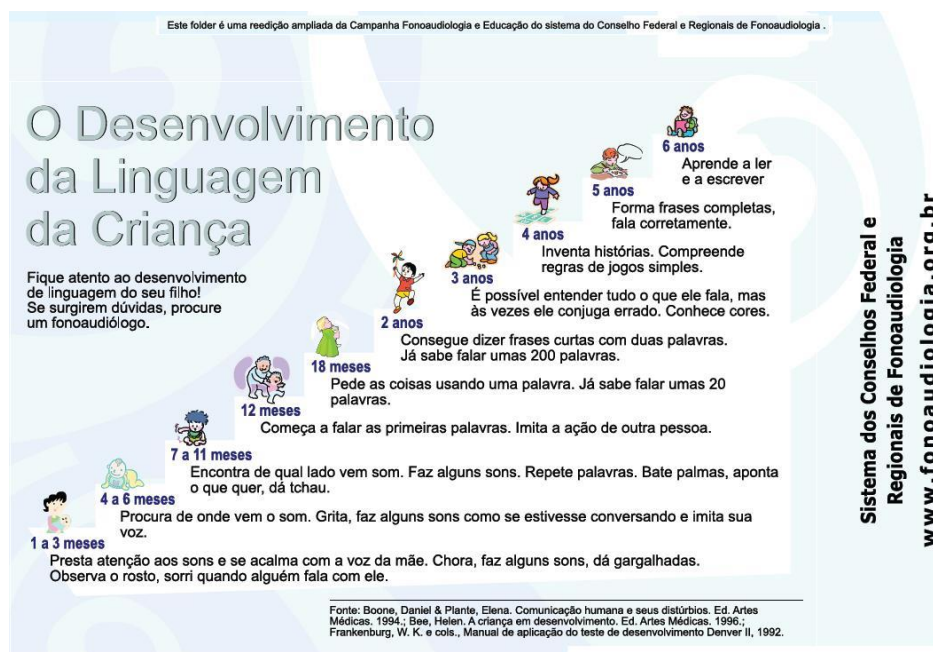 Este folder é uma reedição ampliada da Campanha Fonoaudiologia e Educação do sistema do Conselho Federal e Regionais de Fonoaudiologia .
O Desenvolvimento
da Linguagem
da Criança
Fique atento ao desenvolvimento
de linguagem do seu filho!
Se surgirem dúvidas, procure
um fonoaudiólogo.
6 anos
Aprende a ler
e a escrever
5 anos
Forma frases completas,
fala corretamente.
4 anos
Inventa histórias. Compreende
regras de jogos simples.
3 anos
É possível entender tudo o que ele fala, mas
às vezes ele conjuga errado. Conhece cores.
2 anos
Consegue dizer frases curtas com duas palavras.
Já sabe falar umas 200 palavras.
18 meses
Pede as coisas usando uma palavra. Já sabe falar umas 20
palavras.
12 meses
Começa a falar as primeiras palavras. Imita a ação de outra pessoa.
7 a 11 meses
Encontra de qual lado vem som. Faz alguns sons. Repete palavras. Bate palmas, aponta
o que quer, dá tchau.
4 a 6 meses
Procura de onde vem o som. Grita, faz alguns sons como se estivesse conversando e imita sua
voz.
1 a 3 meses
Presta atenção aos sons e se acalma com a voz da mãe. Chora, faz alguns sons, dá gargalhadas.
Observa o rosto, sorri quando alguém fala com ele.
Fonte: Boone, Daniel & Plante, Elena. Comunicação humana e seus distúrbios. Ed. Artes
Médicas. 1994.; Bee, Helen. A criança em desenvolvimento. Ed. Artes Médicas. 1996.;
Frankenburg, W. K. e cols., Manual de aplicação do teste de desenvolvimento Denver II, 1992.
Sistema dos Conselhos Federal e
Regionais de Fonoaudiologia
www.fonoaudiologia.org.br